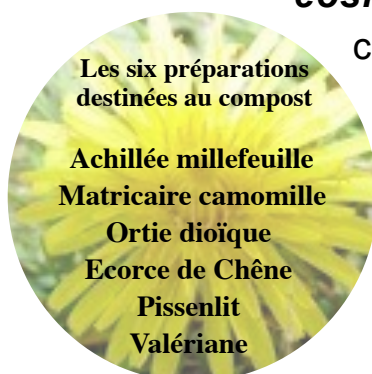 Les six préparations
destinées au compost
Achillée millefeuille
Matricaire camomille
Ortie dioïque
Ecorce de Chêne
Pissenlit
Valériane